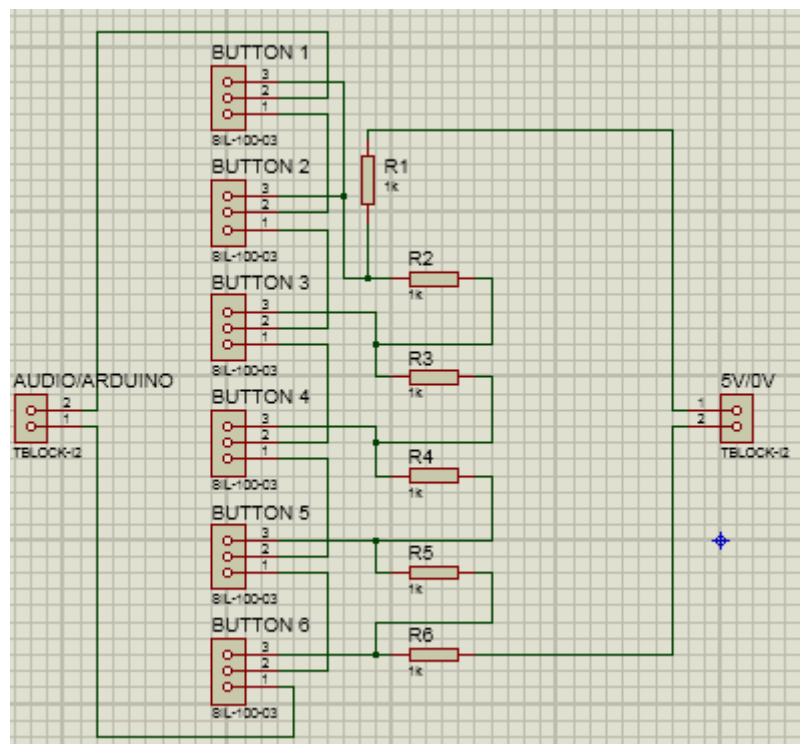 BUTTON 1
3
2
1
SIL-100-03
BUTTON 2
3
2
1
SIL-100-03
R1
1k
BUTTON 3
3
2
1
SIL-100-03
R2
1k
AUDIO/ARDUINO
2
1
TBLOCK-I2
BUTTON 4
3
2
1
SIL-100-03
R3
1k
5V/0V
1
2
TBLOCK-I2
R4
1k
BUTTON 5
3
2
1
SIL-100-03
R5
1k
BUTTON 6
3
2
1
SIL-100-03
R6
1k